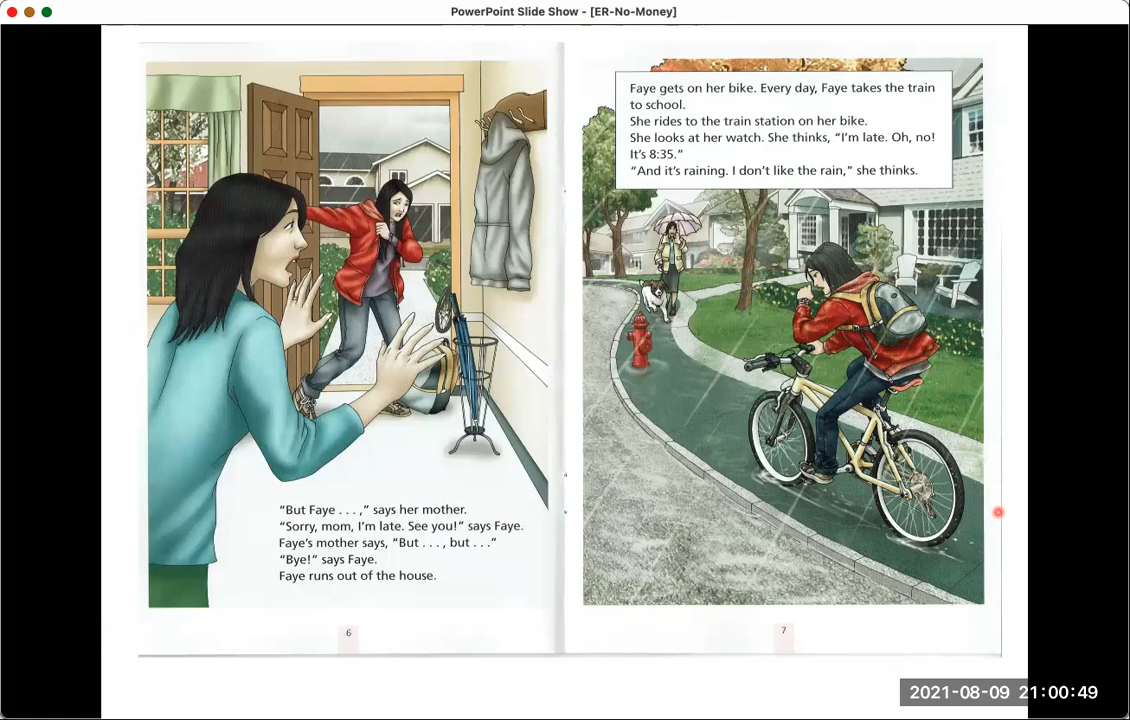 PowerPoint Slide Show - [ER-No-Money]
"But Faye . . . ," says her mother.
"Sorry, mom, I'm late. See you!" says Faye.
Faye's mother says, "But . . . , but . . ."
"Bye!" says Faye.
Faye runs out of the house.
6
Faye gets on her bike. Every day, Faye takes the train
to school.
She rides to the train station on her bike.
She looks at her watch. She thinks, "I'm late. Oh, no!
It's 8:35."
"And it's raining. I don't like the rain," she thinks.
7
2021-08-09 21:00:49